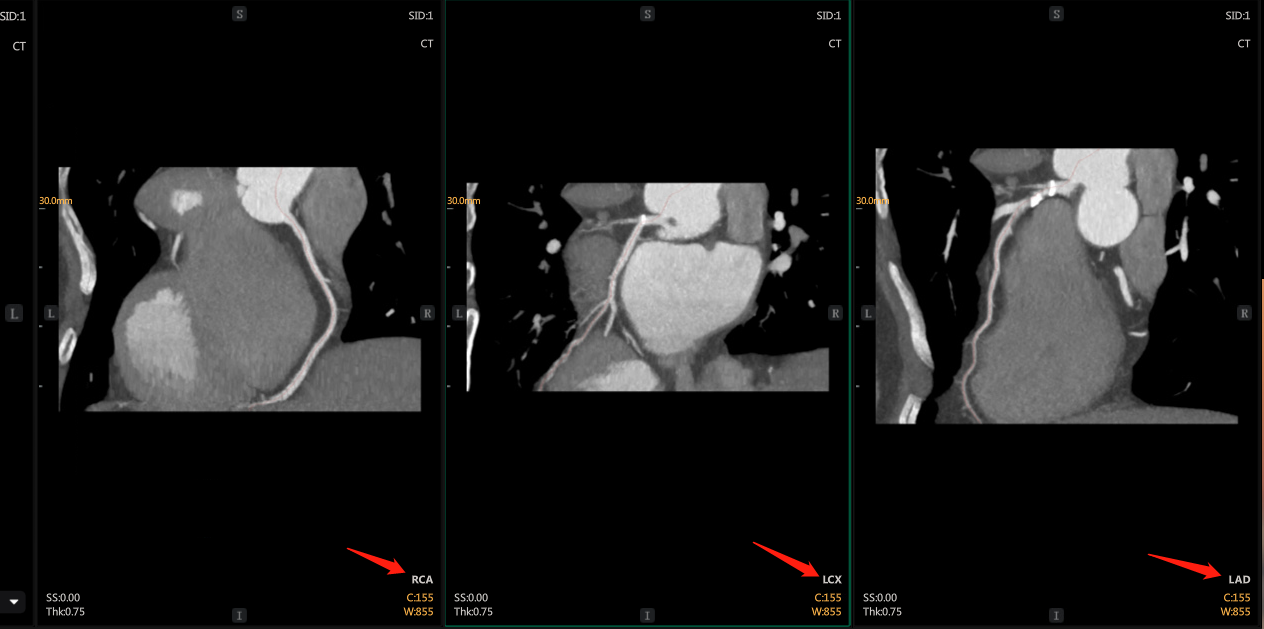 SID:1
CT
L
S
SID:1
CT
30.0mm
L
R
RCA
SS:0.00
C:155
Thk:0.75
W:855
I
S
SID:1
CT
30.0mm
L
R
LCX
SS:0.00
C:155
Thk:0.75
W:855
I
S
SID:1
CT
30.0mm
L
R
LAD
SS:0.00
C:155
Thk:0.75
W:855
I